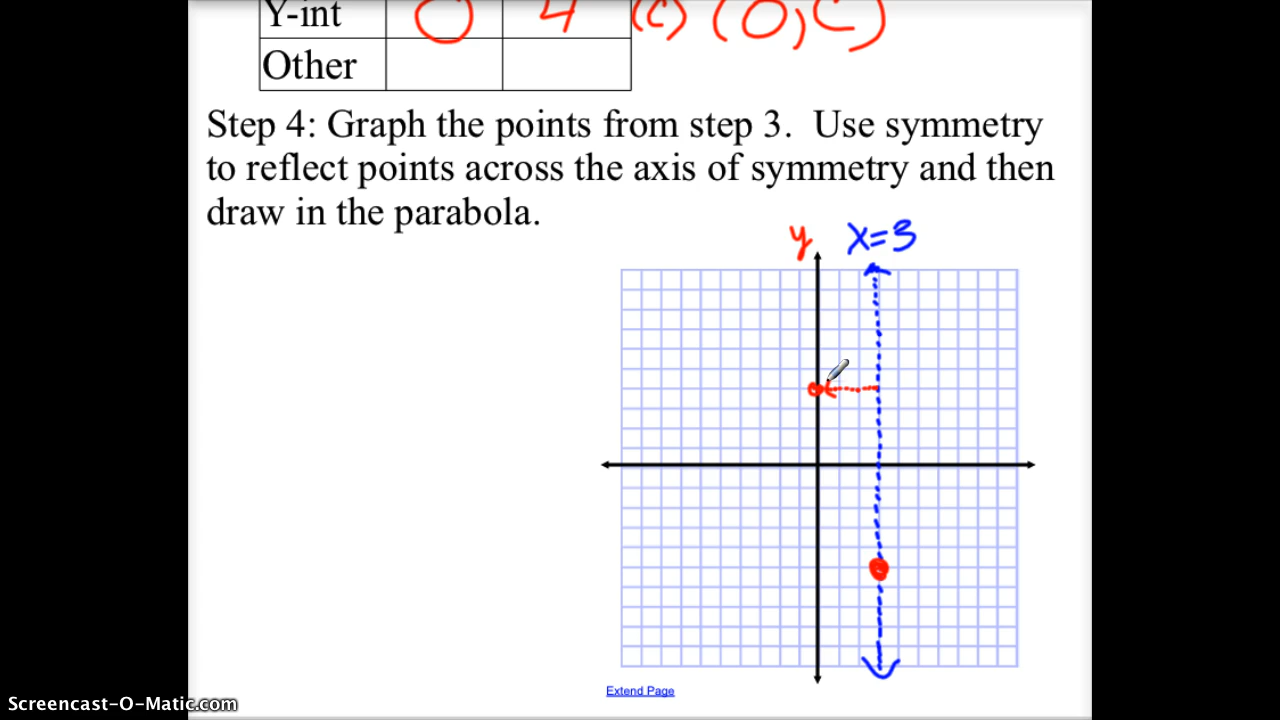 Y-int 0 4 (C) (0, C)
Other
Step 4: Graph the points from step 3. Use symmetry
to reflect points across the axis of symmetry and then
draw in the parabola.
y x=3
Extend Page
Screencast-O-Matic.com